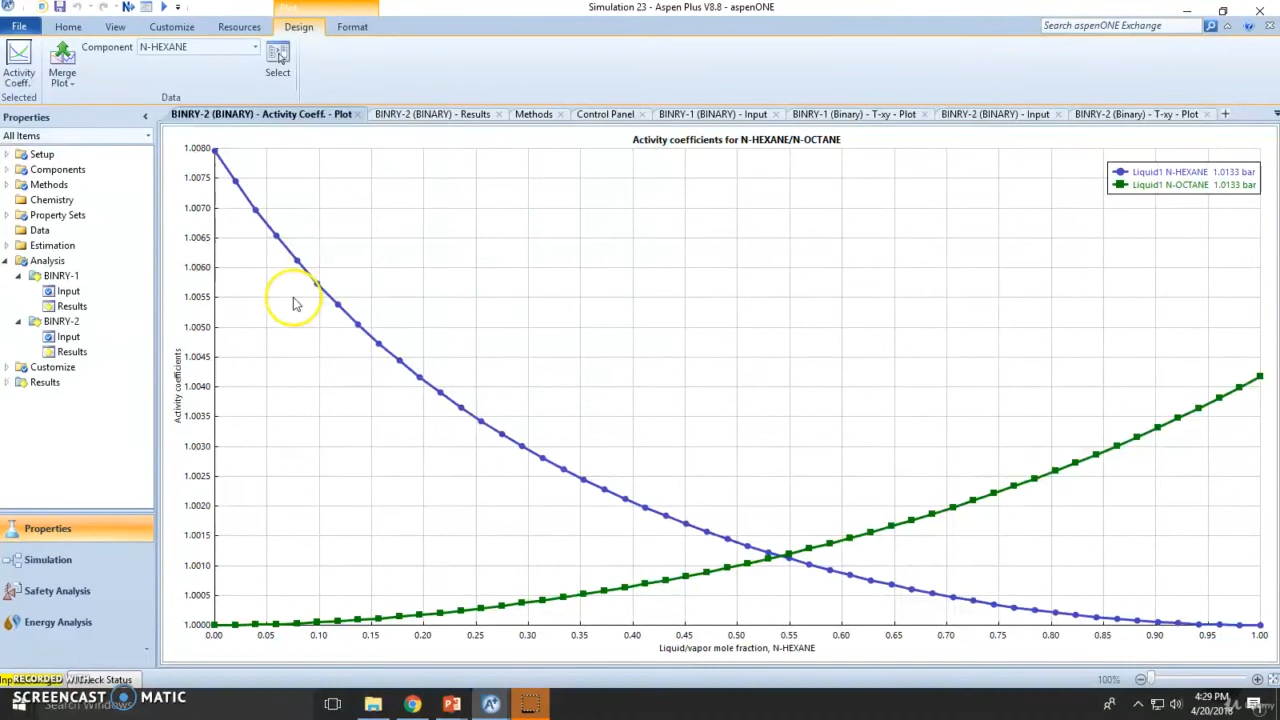 Plot
Simulation 23 - Aspen Plus V8.8 - aspenONE
File Home View Customize Resources Design Format
Search aspenONE Exchange
Activity Coeff.
Merge Plot
Component N-HEXANE
Select
Selected
Data
Properties
All Items
Setup
Components
Methods
Chemistry
Property Sets
Data
Estimation
Analysis
BINRY-1
Input
Results
BINRY-2
Input
Results
Customize
Results
Properties
Simulation
Safety Analysis
Energy Analysis
BINRY-2 (BINARY) - Activity Coeff. - Plot BINRY-2 (BINARY) - Results Methods Control Panel BINRY-1 (BINARY) - Input BINRY-1 (Binary) - T-xy - Plot BINRY-2 (BINARY) - Input BINRY-2 (Binary) - T-xy - Plot
Activity coefficients for N-HEXANE/N-OCTANE
Liquid1 N-HEXANE 1.0133 bar
Liquid1 N-OCTANE 1.0133 bar
Activity coefficients
1.0080
1.0075
1.0070
1.0065
1.0060
1.0055
1.0050
1.0045
1.0040
1.0035
1.0030
1.0025
1.0020
1.0015
1.0010
1.0005
1.0000
0.00 0.05 0.10 0.15 0.20 0.25 0.30 0.35 0.40 0.45 0.50 0.55 0.60 0.65 0.70 0.75 0.80 0.85 0.90 0.95 1.00
Liquid/vapor mole fraction, N-HEXANE
RECORDED WITH
Check Status
100%
SCREENCAST MATIC
Search Windows
4:29 PM